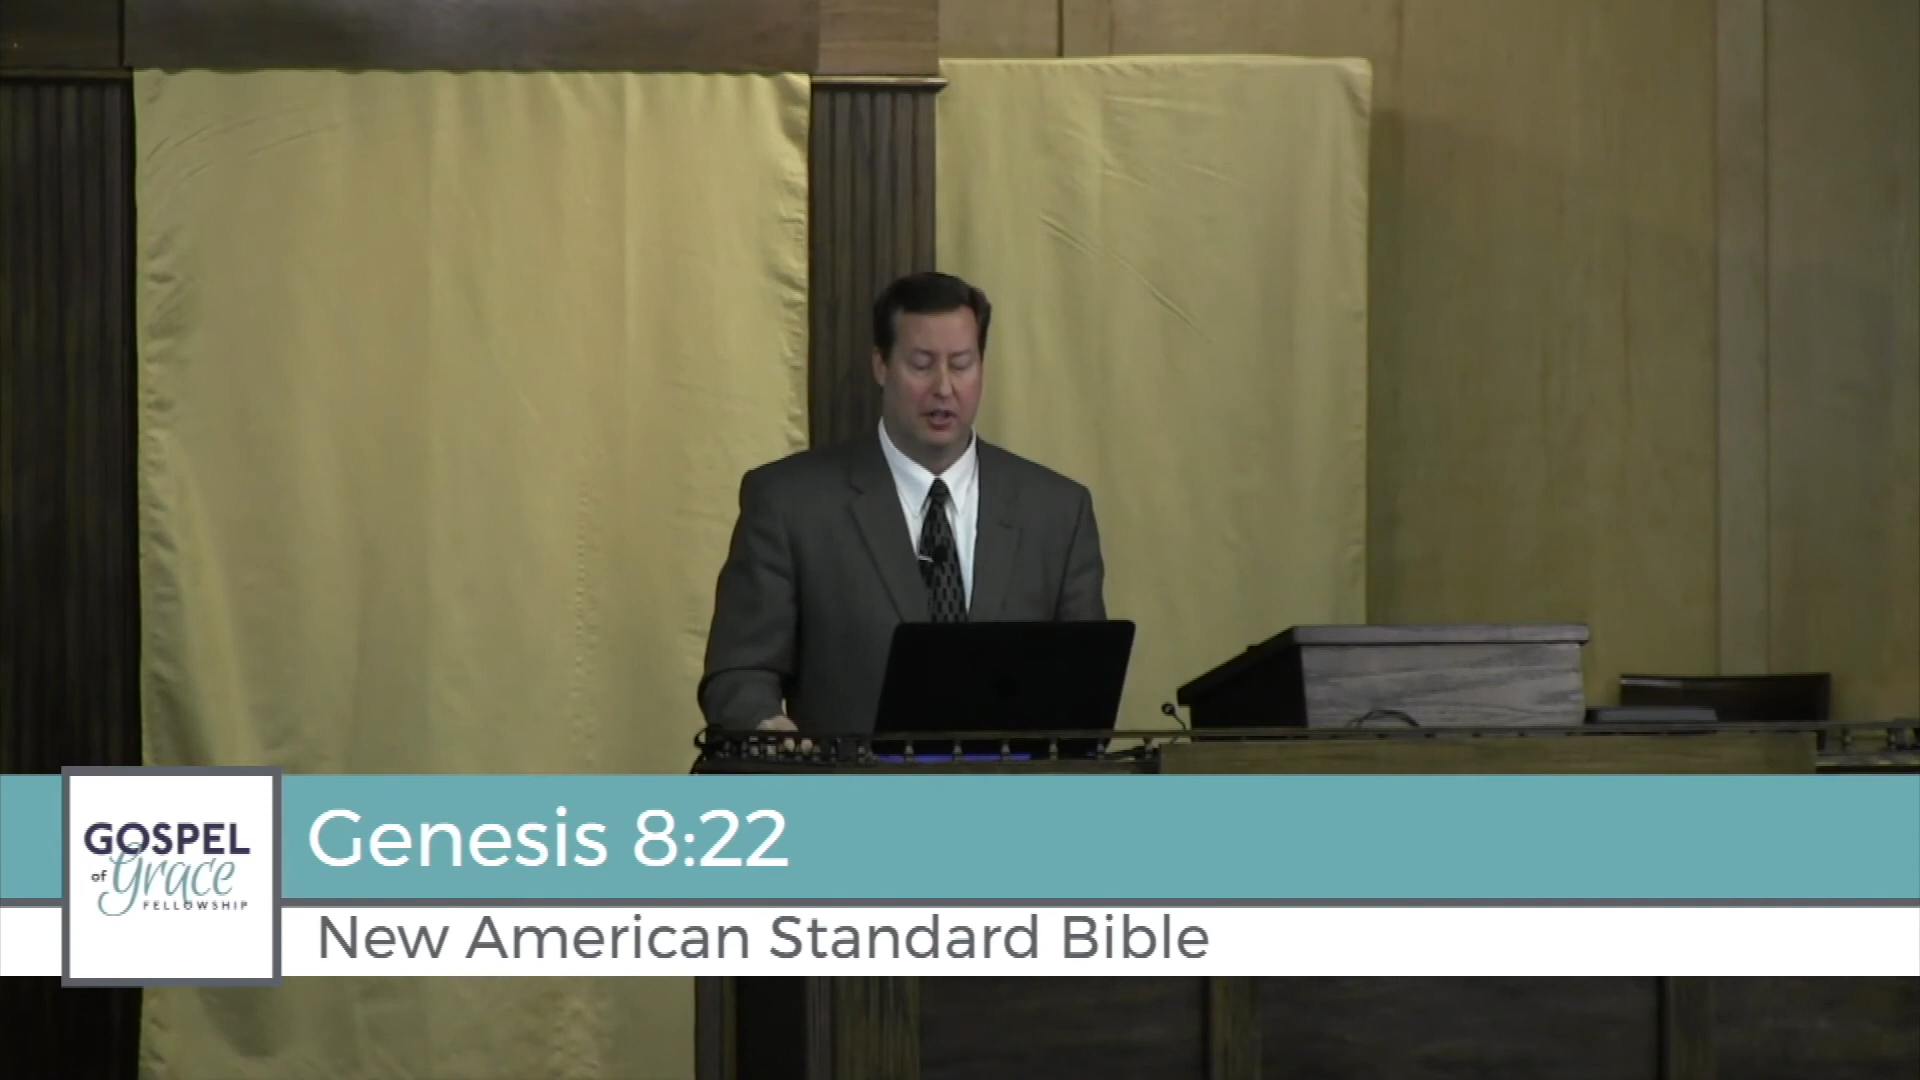 Genesis 8:22
GOSPEL
of Grace
FELLOWSHIP
New American Standard Bible